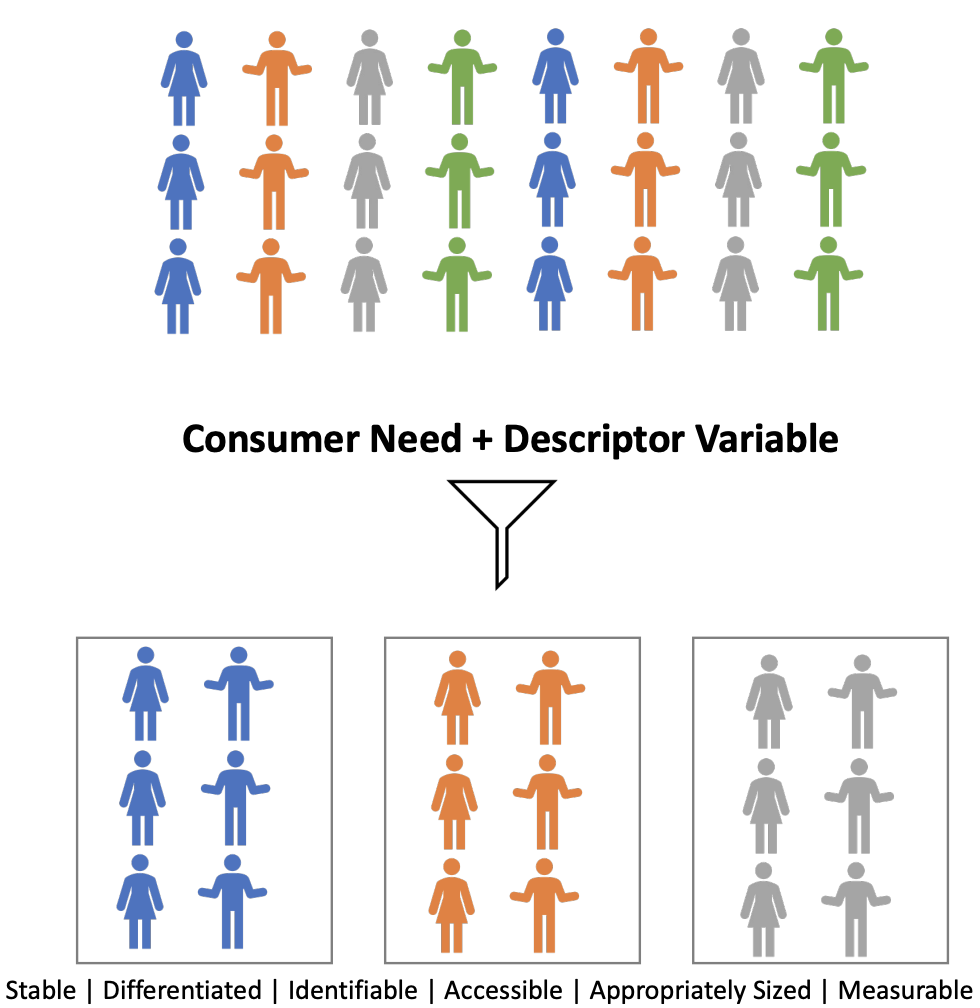 Consumer Need + Descriptor Variable
Stable | Differentiated | Identifiable | Accessible | Appropriately Sized | Measurable